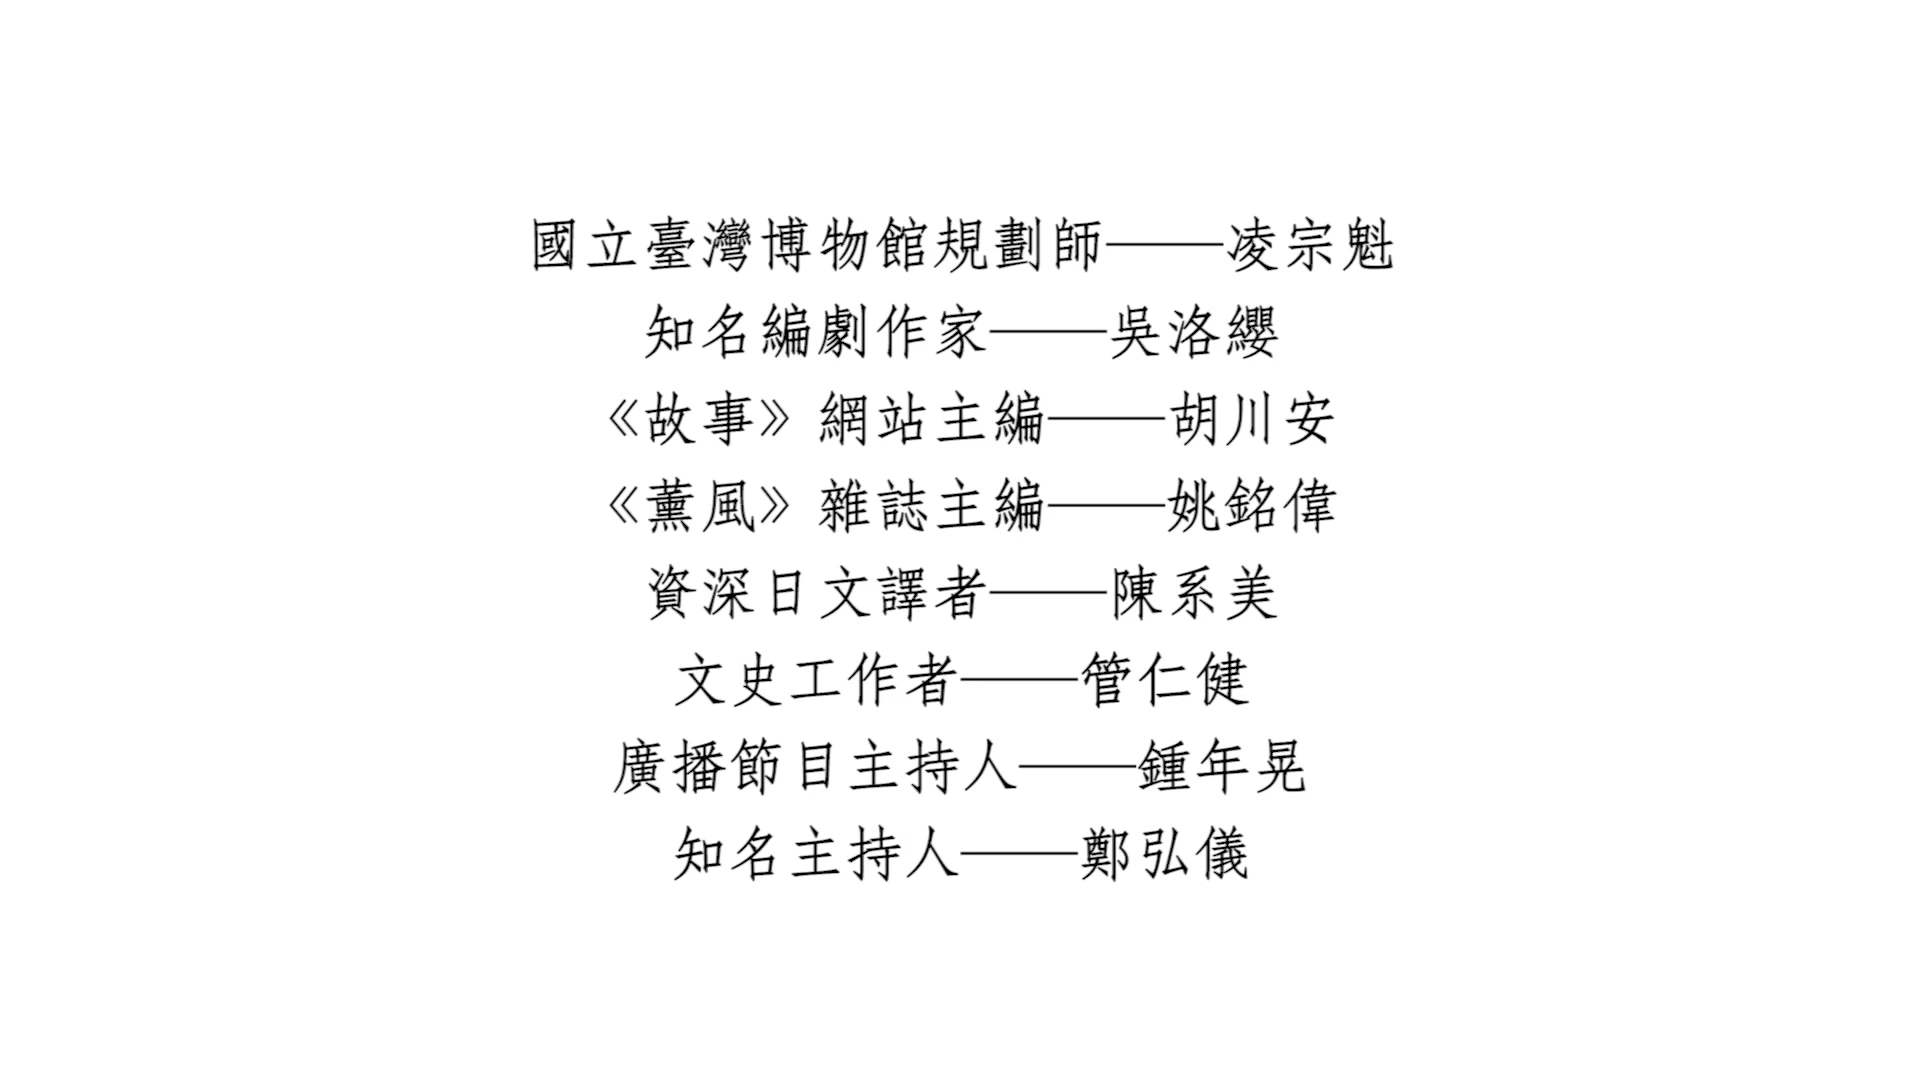 國立臺灣博物館規劃師——凌宗魁
知名編劇作家——吳洛纓
《故事》網站主編——胡川安
《薰風》雜誌主編——姚銘偉
資深日文譯者——陳系美
文史工作者——管仁健
廣播節目主持人——鍾年晃
知名主持人——鄭弘儀